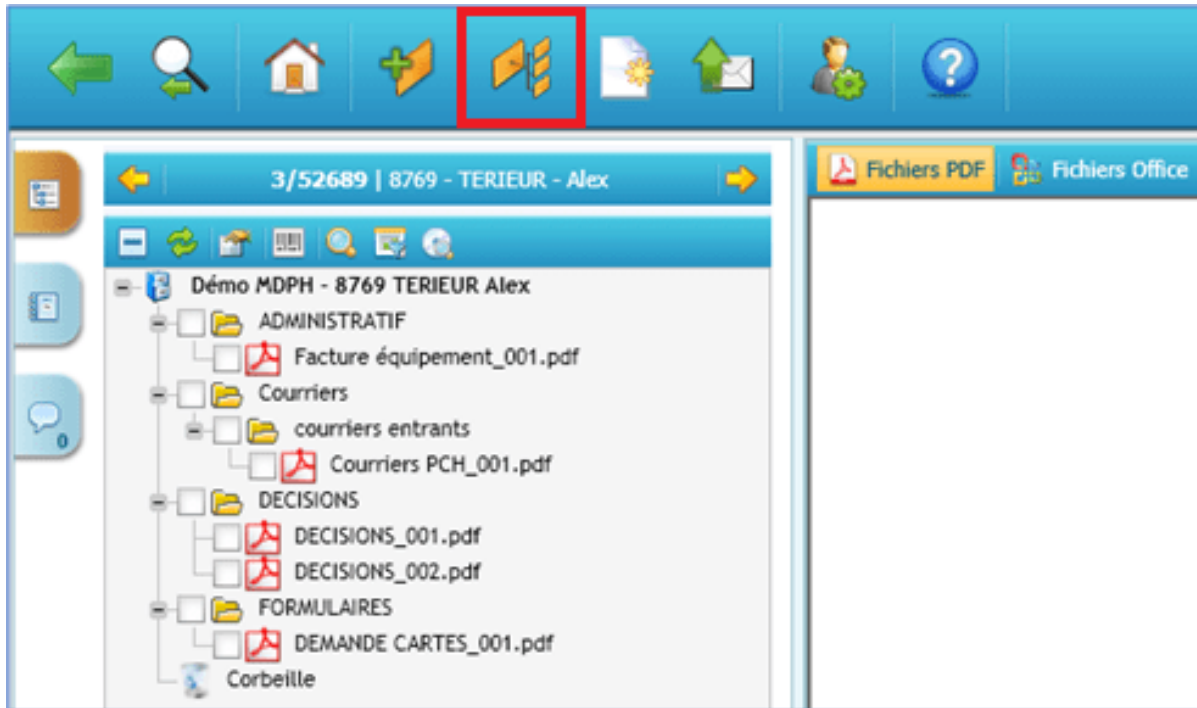 3/52689 | 8769 - TERIEUR - Alex
Fichiers PDF
Fichiers Office
Démo MDPH - 8769 TERIEUR Alex
ADMINISTRATIF
Facture équipement_001.pdf
Courriers
courriers entrants
Courriers PCH_001.pdf
DECISIONS
DECISIONS_001.pdf
DECISIONS_002.pdf
FORMULAIRES
DEMANDE CARTES_001.pdf
Corbeille
0